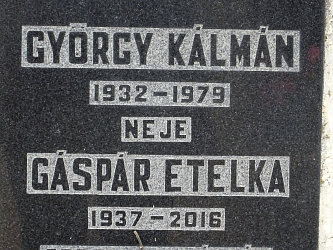 GYÖRGY KÁLMÁN
1932-1979
NEJE
GÁSPÁR ETELKA
1937-2016